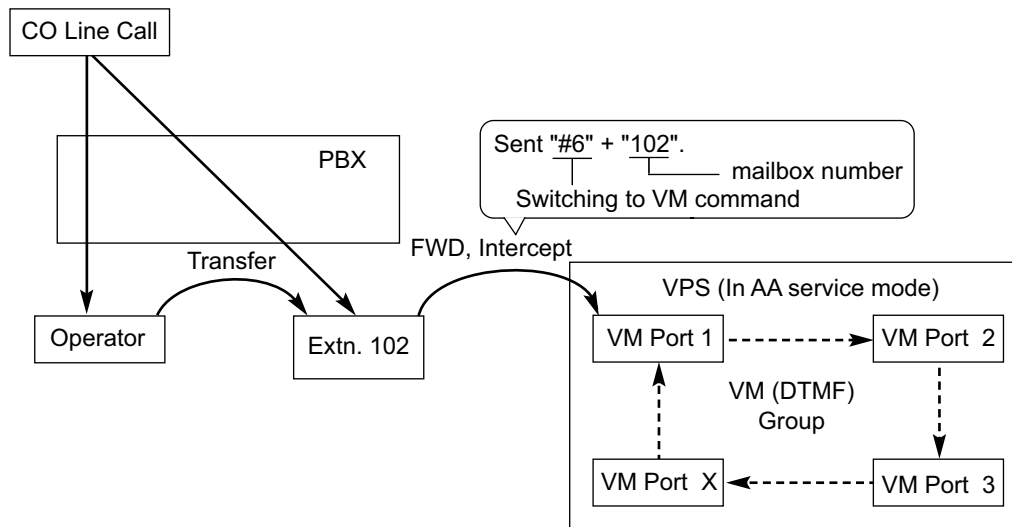 CO Line Call
PBX
Sent "#6" + "102".
mailbox number
Switching to VM command
Transfer
FWD, Intercept
Operator
Extn. 102
VPS (In AA service mode)
VM Port 1
VM Port 2
VM (DTMF)
Group
VM Port X
VM Port 3